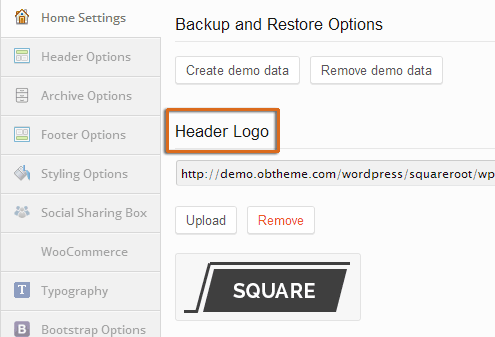 Home Settings
Header Options
Archive Options
Footer Options
Styling Options
Social Sharing Box
WooCommerce
Typography
Bootstrap Options
Backup and Restore Options
Create demo data
Remove demo data
Header Logo
http://demo.obtheme.com/wordpress/squareroot/wp
Upload
Remove
SQUARE
T
B